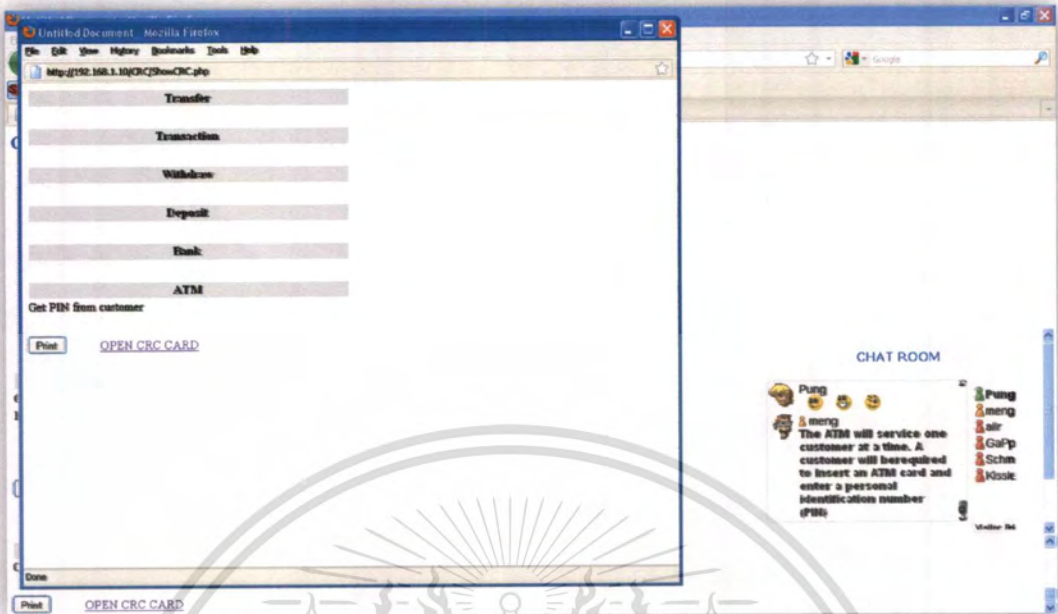 Untitled Document - Mozilla Firefox
File Edit View History Bookmarks Tools Help
http://192.168.1.10/CRC/ShowCRC.php
Google
Transfer
Transaction
Withdraw
Deposit
Bank
ATM
Get PIN from customer
Print OPEN CRC CARD
CHAT ROOM
Pung
meng
The ATM will service one
customer at a time. A
customer will berequired
to insert an ATM card and
enter a personal
identification number
(PIN)
Pung
meng
GaPp
Schm
Kissie
Done
Print OPEN CRC CARD